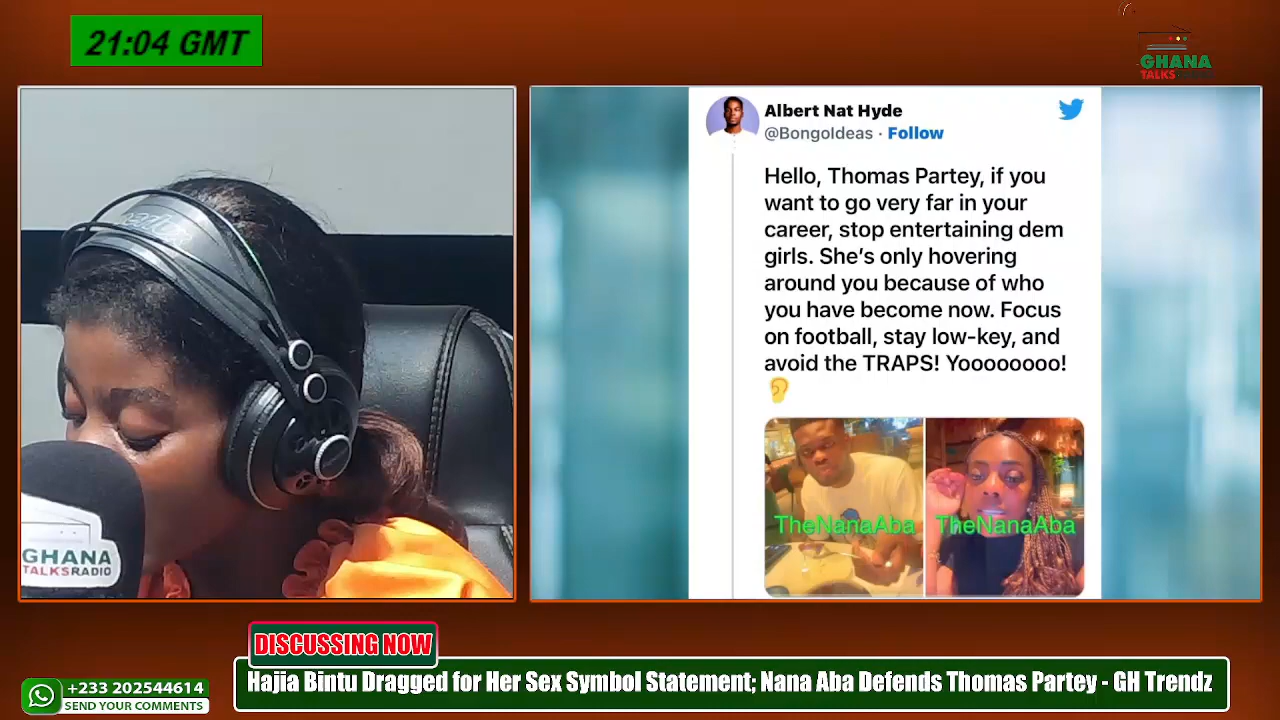 21:04 GMT
GHANA
TALKSRADIO
Albert Nat Hyde
@BongoIdeas · Follow
Hello, Thomas Partey, if you
want to go very far in your
career, stop entertaining dem
girls. She's only hovering
around you because of who
you have become now. Focus
on football, stay low-key, and
avoid the TRAPS! Yoooooooo!
👂
TheNanaAba
TheNanaAba
GHANA
TALKSRADIO
DISCUSSING NOW
Hajia Bintu Dragged for Her Sex Symbol Statement; Nana Aba Defends Thomas Partey - GH Trendz
+233 202544614
SEND YOUR COMMENTS